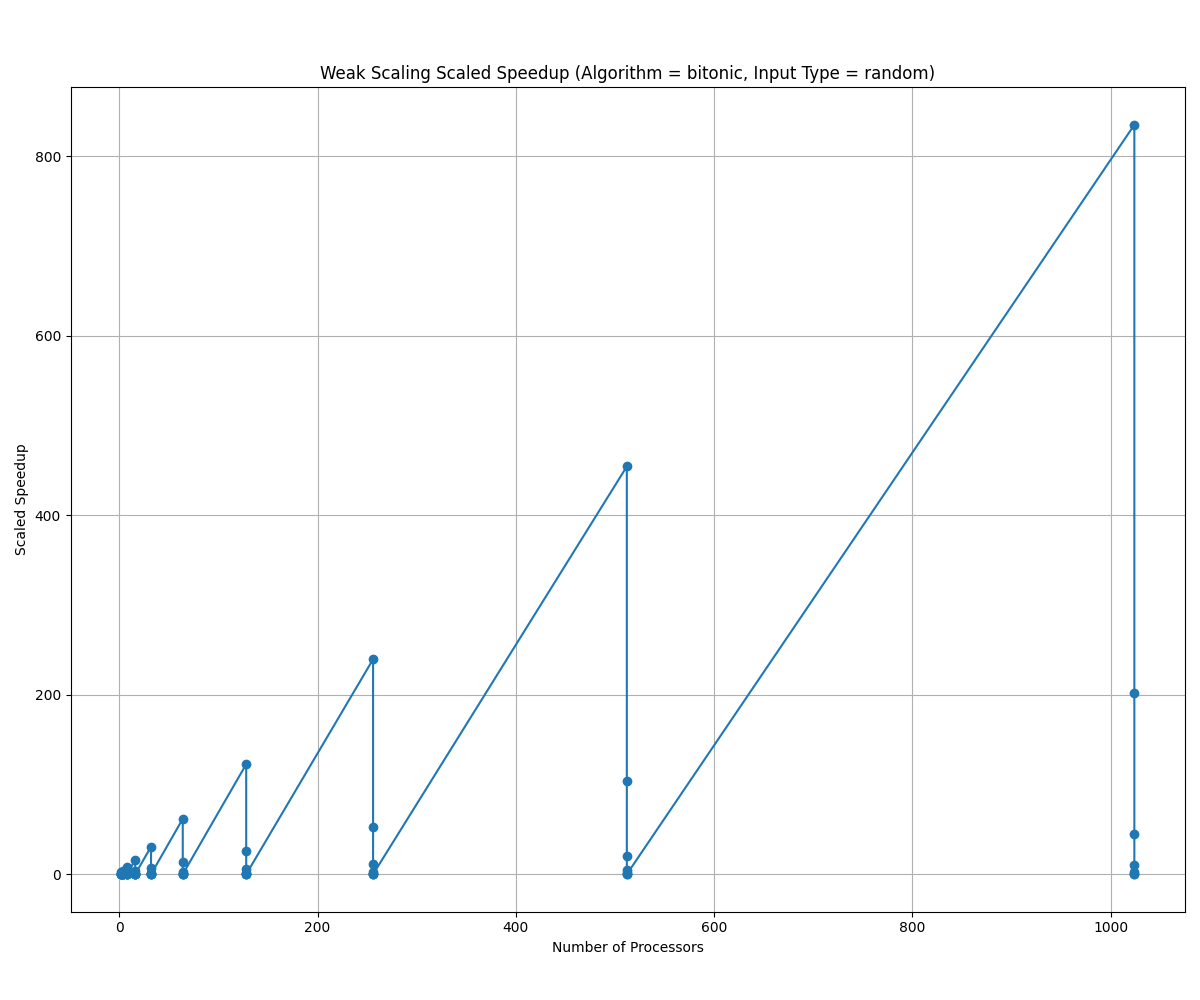 Weak Scaling Scaled Speedup (Algorithm = bitonic, Input Type = random)
Scaled Speedup
800
600
400
200
0
0 200 400 600 800 1000
Number of Processors